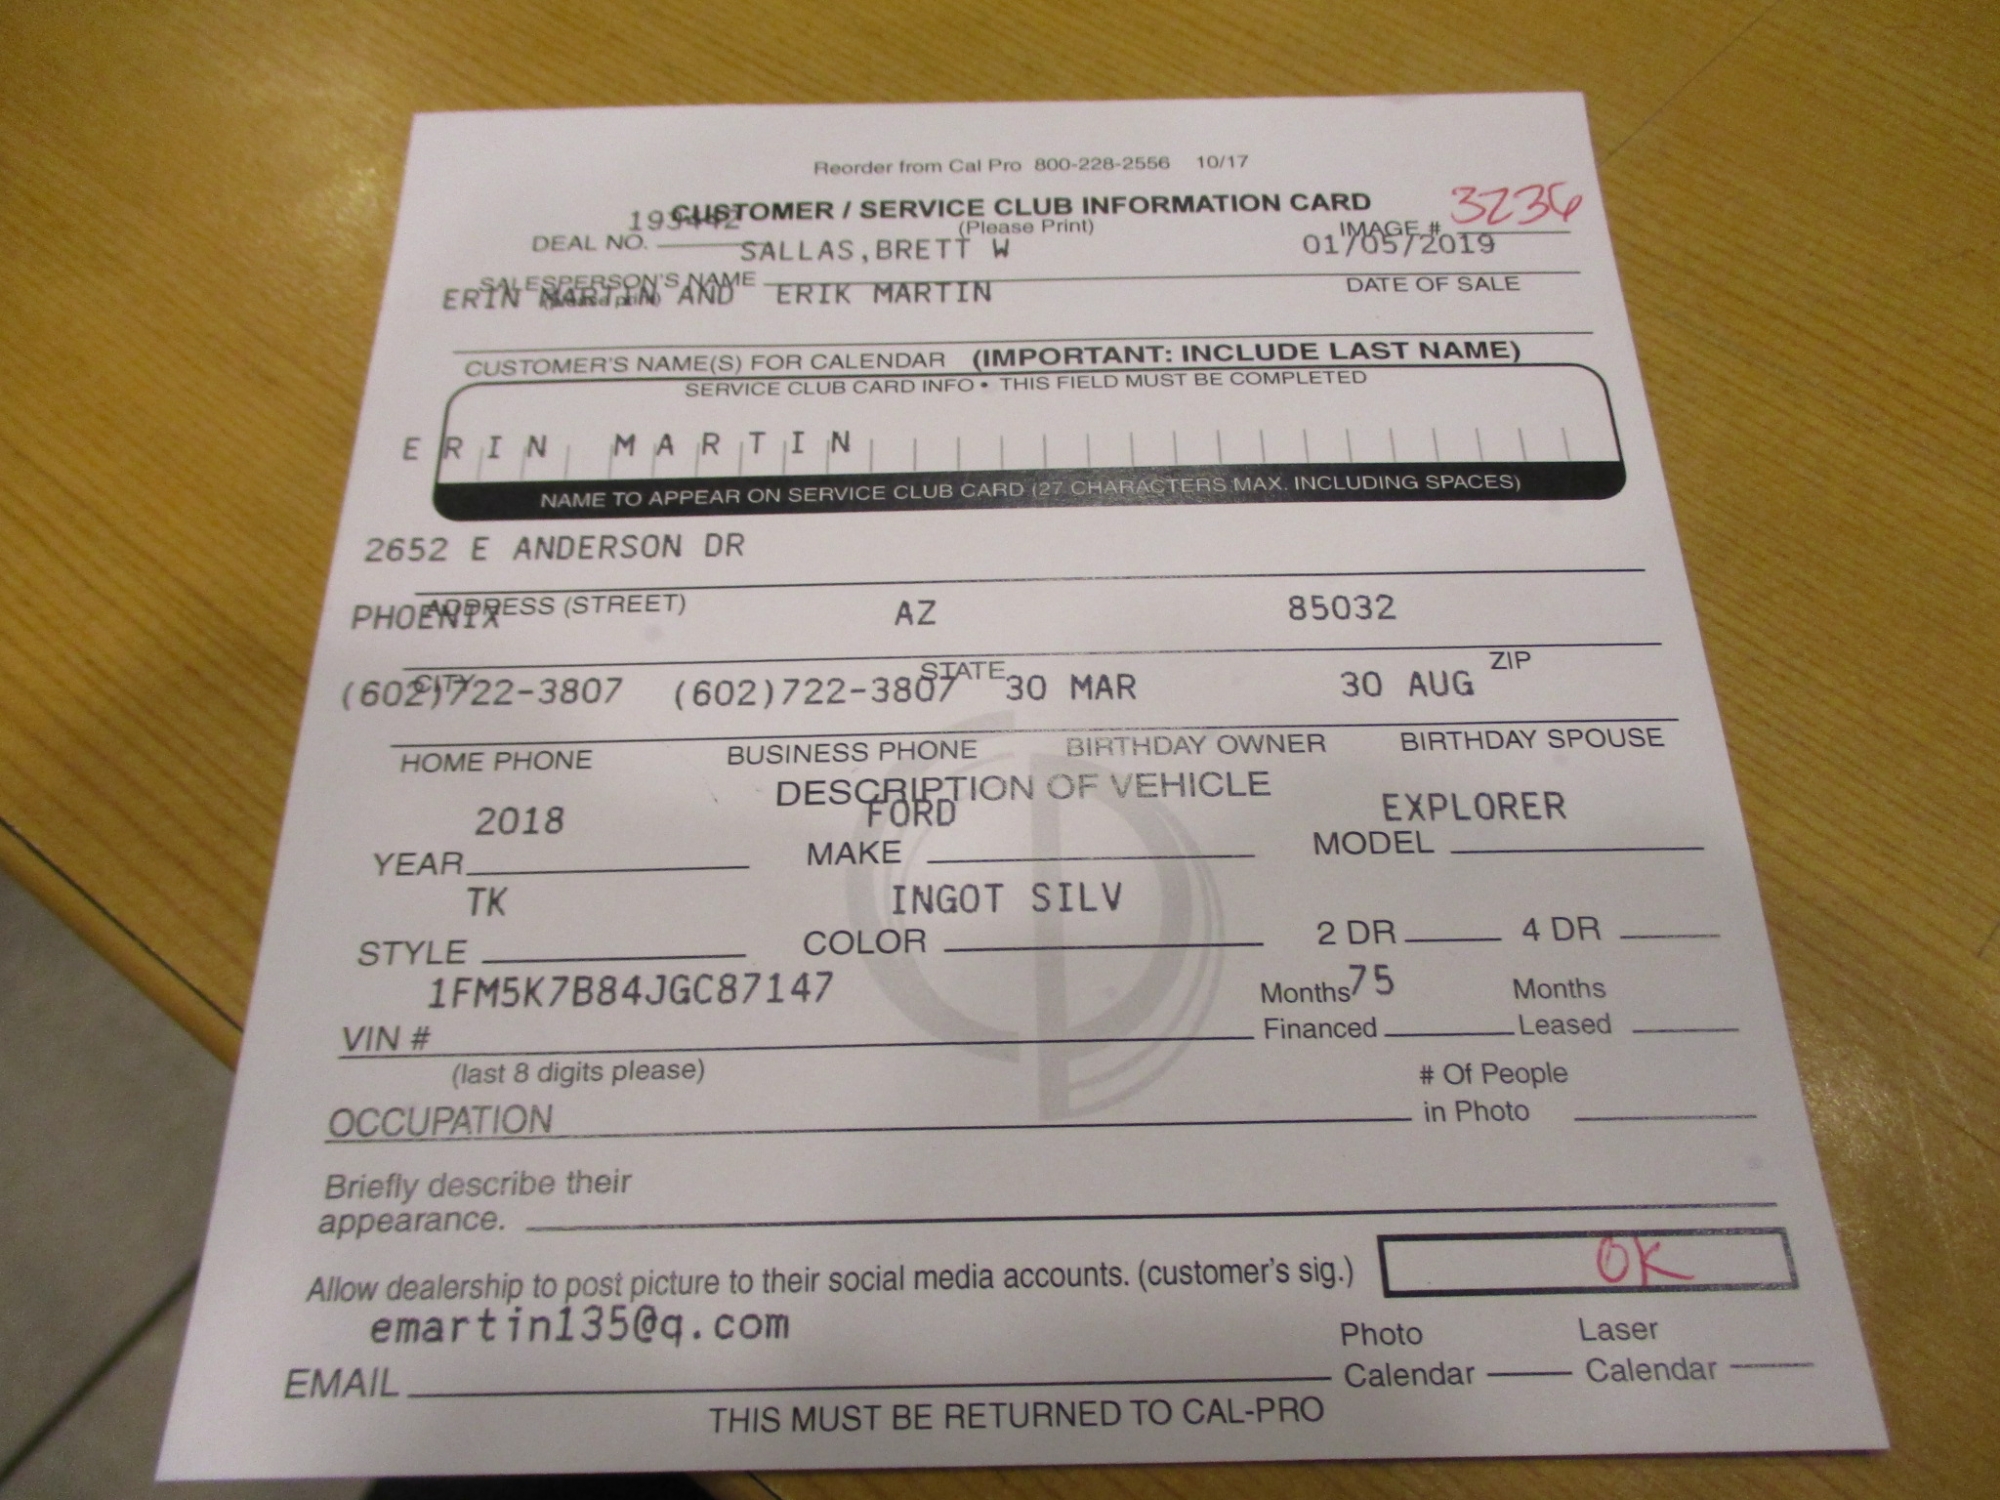 Reorder from Cal Pro 800-228-2556 10/17
CUSTOMER / SERVICE CLUB INFORMATION CARD
(Please Print)
DEAL NO. 193442
IMAGE # 3236
SALLAS,BRETT W 01/05/2019
SALESPERSON'S NAME (please print) DATE OF SALE
ERIN MARTIN AND ERIK MARTIN
CUSTOMER'S NAME(S) FOR CALENDAR (IMPORTANT: INCLUDE LAST NAME)
SERVICE CLUB CARD INFO • THIS FIELD MUST BE COMPLETED
ERIN MARTIN
NAME TO APPEAR ON SERVICE CLUB CARD (27 CHARACTERS MAX. INCLUDING SPACES)
2652 E ANDERSON DR
ADDRESS (STREET)
PHOENIX AZ 85032
CITY STATE ZIP
(602)722-3807 (602)722-3807 30 MAR 30 AUG
HOME PHONE BUSINESS PHONE BIRTHDAY OWNER BIRTHDAY SPOUSE
DESCRIPTION OF VEHICLE
2018 FORD EXPLORER
YEAR MAKE MODEL
TK INGOT SILV
STYLE COLOR 2 DR 4 DR
1FM5K7B84JGC87147 Months 75 Months
VIN # Financed Leased
(last 8 digits please) # Of People
OCCUPATION in Photo
Briefly describe their
appearance.
Allow dealership to post picture to their social media accounts. (customer's sig.) OK
emartin135@q.com Photo Laser
EMAIL Calendar Calendar
THIS MUST BE RETURNED TO CAL-PRO